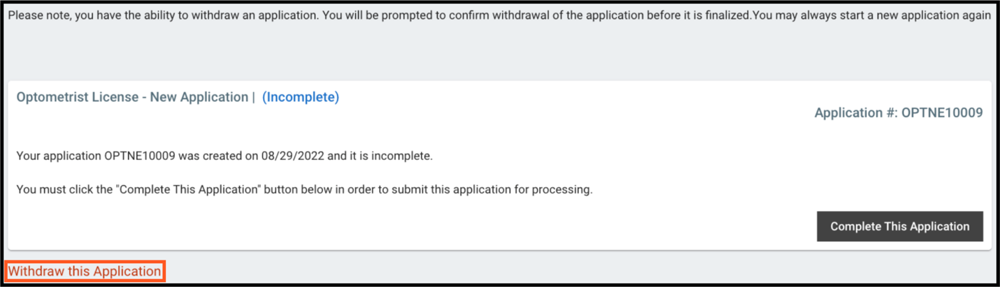 Please note, you have the ability to withdraw an application. You will be prompted to confirm withdrawal of the application before it is finalized.You may always start a new application again
Optometrist License - New Application | (Incomplete)
Application #: OPTNE10009
Your application OPTNE10009 was created on 08/29/2022 and it is incomplete.
You must click the "Complete This Application" button below in order to submit this application for processing.
Complete This Application
Withdraw this Application